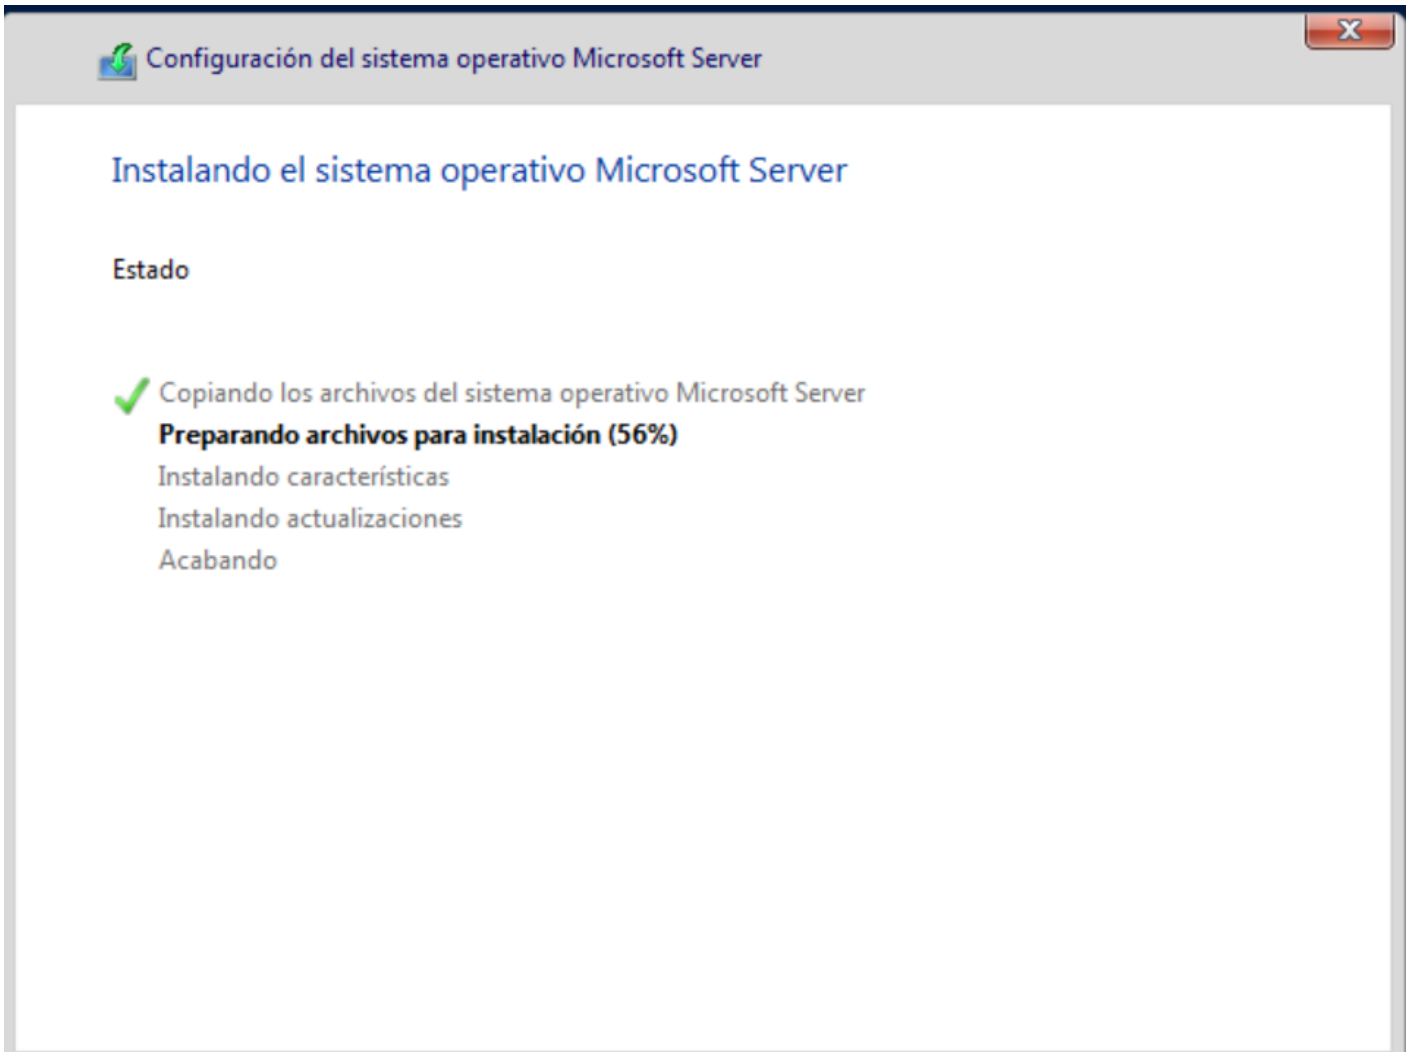 Configuración del sistema operativo Microsoft Server
Instalando el sistema operativo Microsoft Server
Estado
Copiando los archivos del sistema operativo Microsoft Server
Preparando archivos para instalación (56%)
Instalando características
Instalando actualizaciones
Acabando